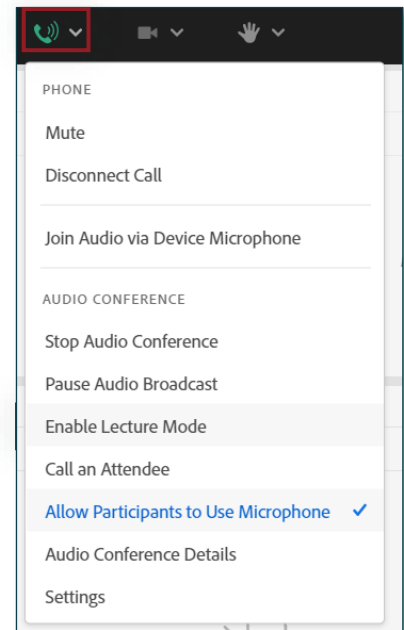 PHONE
Mute
Disconnect Call
Join Audio via Device Microphone
AUDIO CONFERENCE
Stop Audio Conference
Pause Audio Broadcast
Enable Lecture Mode
Call an Attendee
Allow Participants to Use Microphone
Audio Conference Details
Settings